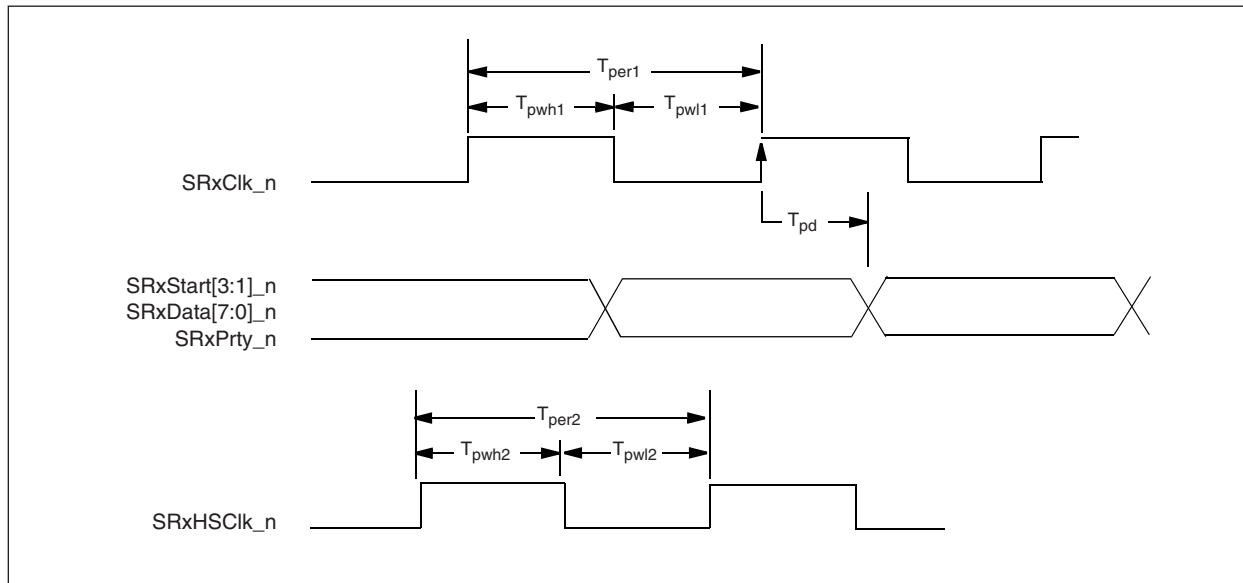 Tper1
Tpwh1 Tpwl1
SRxClk_n
Tpd
SRxStart[3:1]_n
SRxData[7:0]_n
SRxPrty_n
Tper2
Tpwh2 Tpwl2
SRxHSClk_n